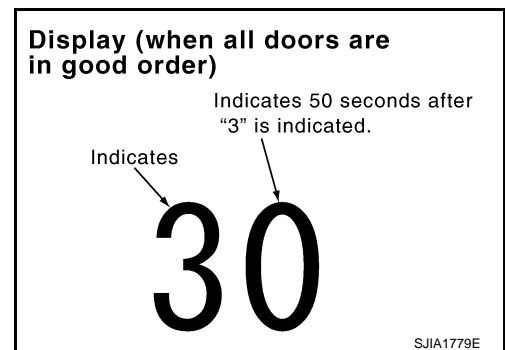 Display (when all doors are
in good order)
Indicates 50 seconds after
“3” is indicated.
Indicates
30
SJIA1779E